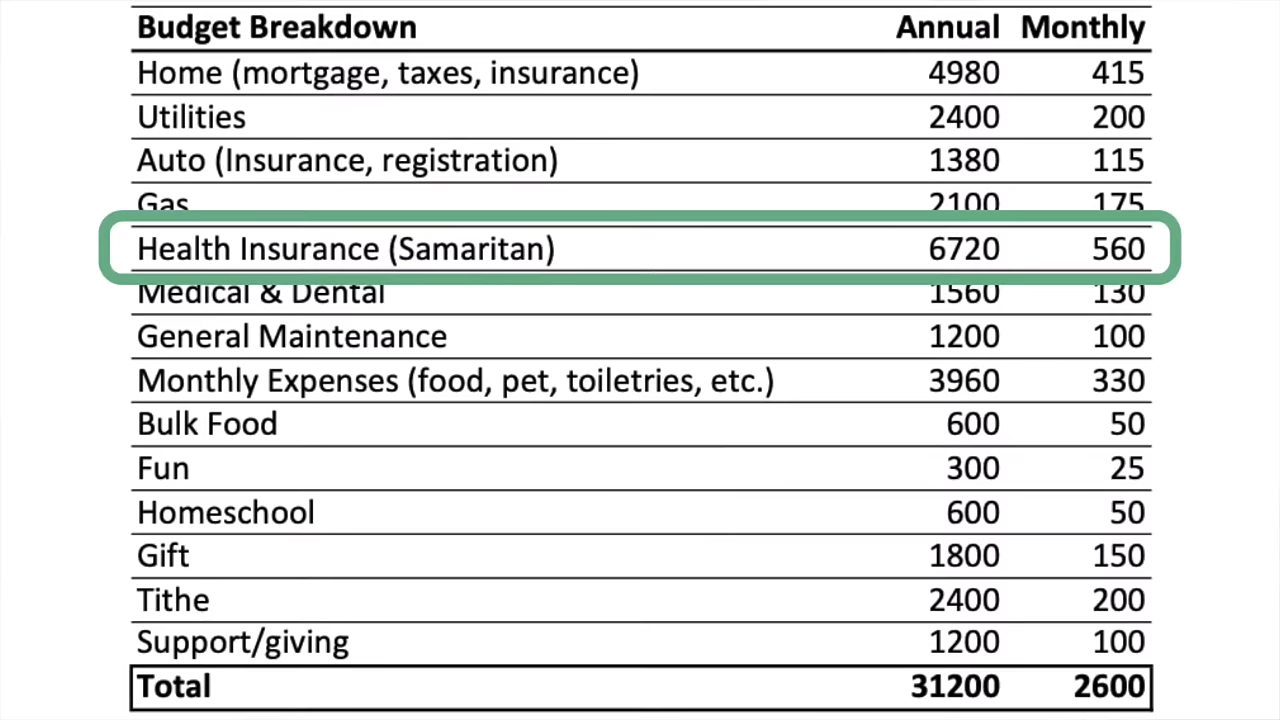 Budget Breakdown Annual Monthly
Home (mortgage, taxes, insurance) 4980 415
Utilities 2400 200
Auto (Insurance, registration) 1380 115
Gas 2100 175
Health Insurance (Samaritan) 6720 560
Medical & Dental 1560 130
General Maintenance 1200 100
Monthly Expenses (food, pet, toiletries, etc.) 3960 330
Bulk Food 600 50
Fun 300 25
Homeschool 600 50
Gift 1800 150
Tithe 2400 200
Support/giving 1200 100
Total 31200 2600